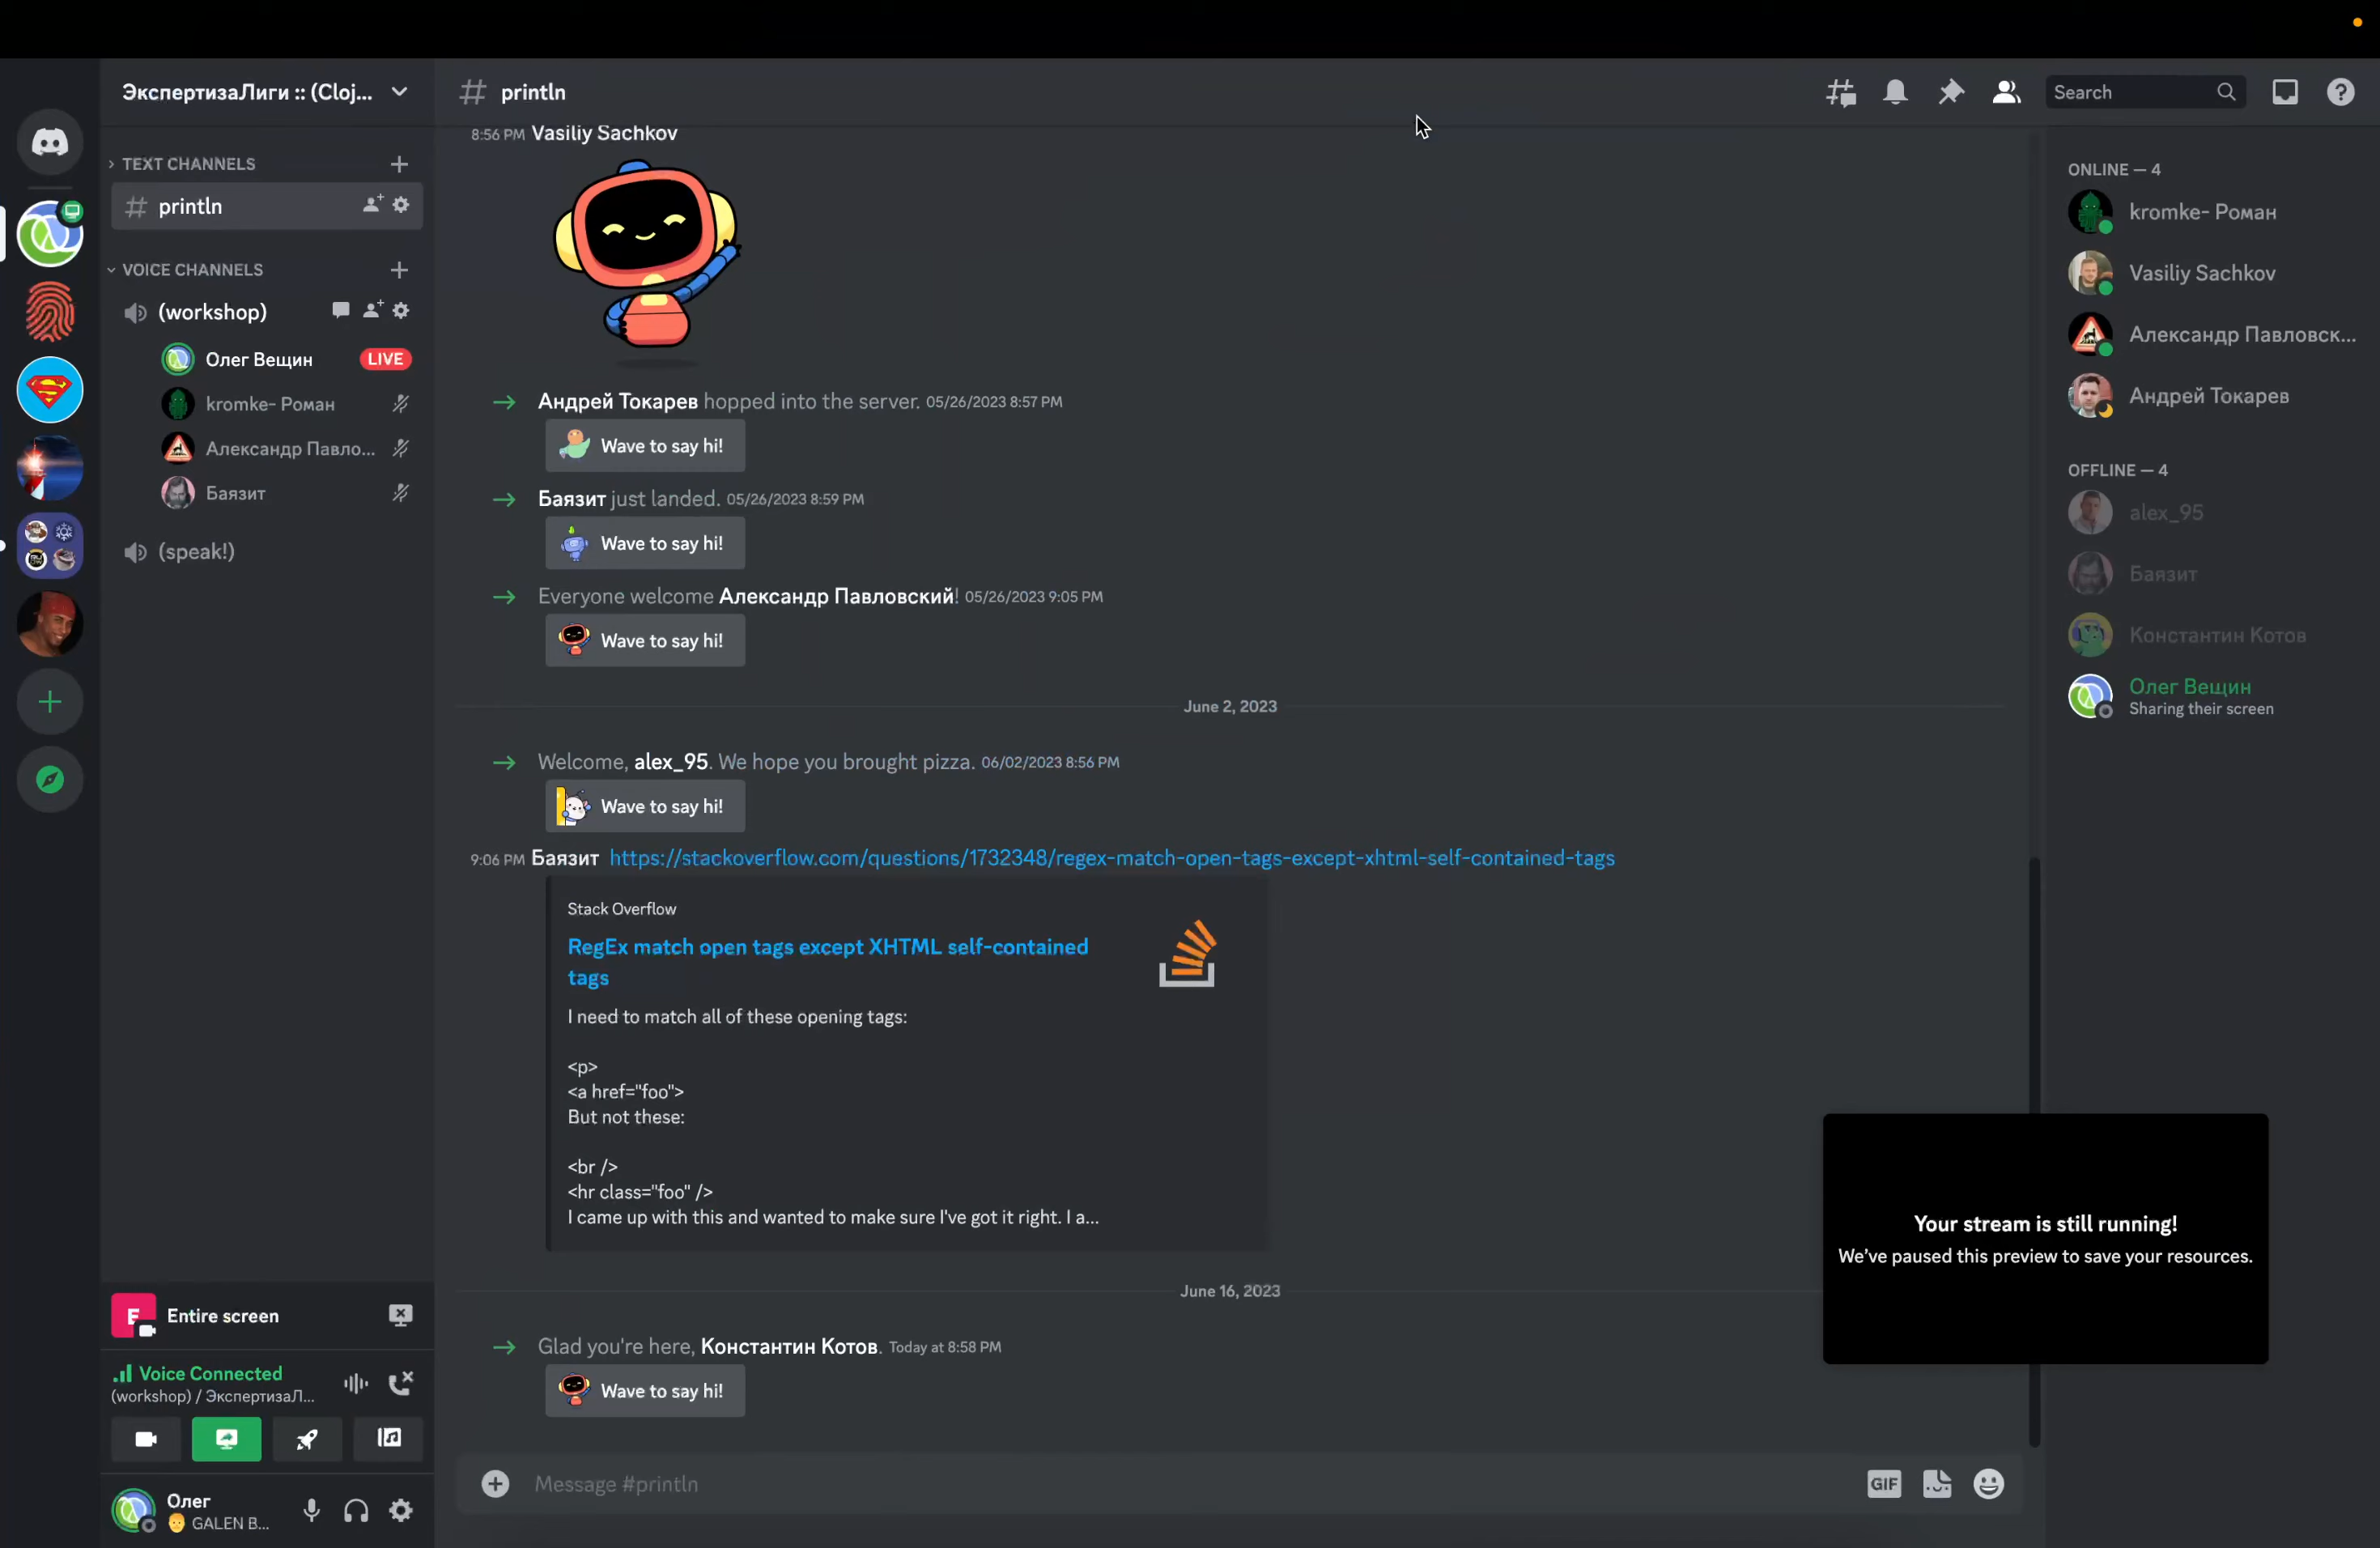 ЭкспертизаЛиги :: (Cloj...
TEXT CHANNELS
println
VOICE CHANNELS
(workshop)
Олег Вещин LIVE
kromke- Роман
Александр Павло...
Баязит
(speak!)
Entire screen
Voice Connected
(workshop) / ЭкспертизаЛ...
Олег
GALEN B...
println
Search
8:56 PM Vasiliy Sachkov
Андрей Токарев hopped into the server. 05/26/2023 8:57 PM
Wave to say hi!
Баязит just landed. 05/26/2023 8:59 PM
Wave to say hi!
Everyone welcome Александр Павловский! 05/26/2023 9:05 PM
Wave to say hi!
June 2, 2023
Welcome, alex_95. We hope you brought pizza. 06/02/2023 8:56 PM
Wave to say hi!
9:06 PM Баязит https://stackoverflow.com/questions/1732348/regex-match-open-tags-except-xhtml-self-contained-tags
Stack Overflow
RegEx match open tags except XHTML self-contained
tags
I need to match all of these opening tags:
<p>
<a href="foo">
But not these:
<br />
<hr class="foo" />
I came up with this and wanted to make sure I've got it right. I a...
June 16, 2023
Glad you're here, Константин Котов. Today at 8:58 PM
Wave to say hi!
Message #println
GIF
ONLINE — 4
kromke- Роман
Vasiliy Sachkov
Александр Павловск...
Андрей Токарев
OFFLINE — 4
alex_95
Баязит
Константин Котов
Олег Вещин
Sharing their screen
Your stream is still running!
We've paused this preview to save your resources.